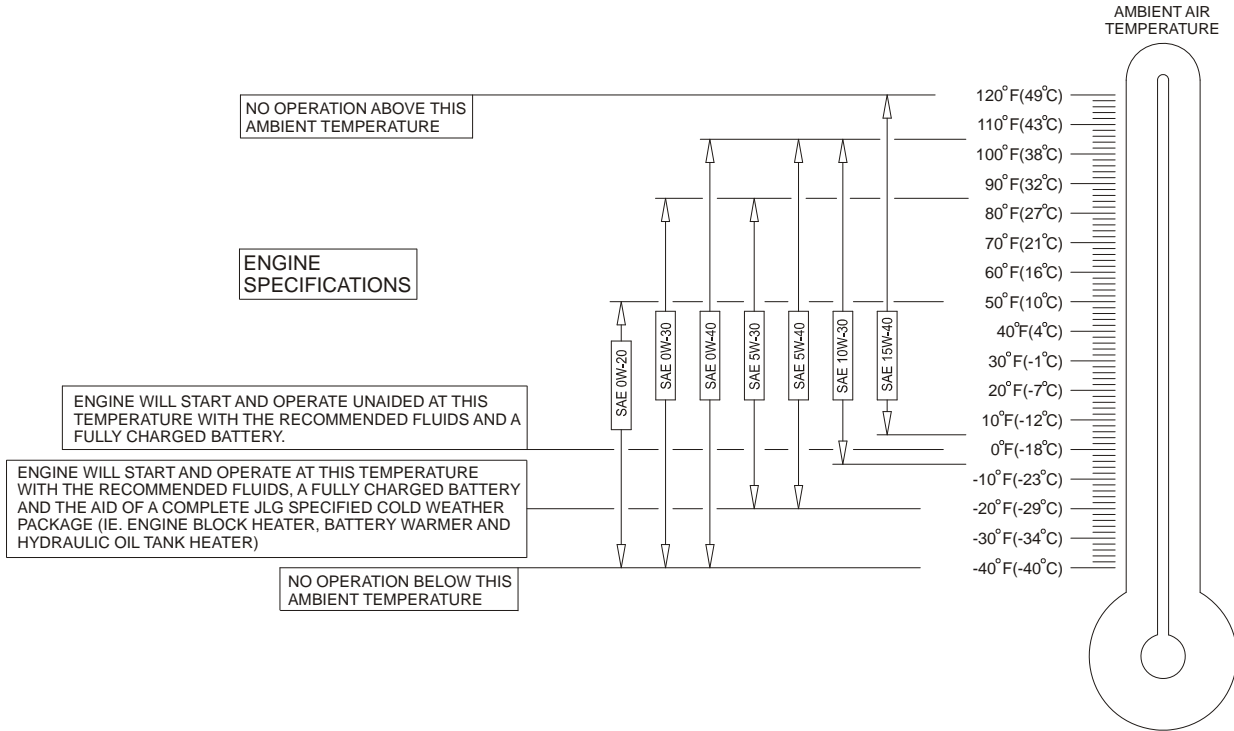 AMBIENT AIR
TEMPERATURE
NO OPERATION ABOVE THIS
AMBIENT TEMPERATURE
120°F(49°C)
110°F(43°C)
100°F(38°C)
90°F(32°C)
80°F(27°C)
70°F(21°C)
60°F(16°C)
50°F(10°C)
40°F(4°C)
30°F(-1°C)
20°F(-7°C)
10°F(-12°C)
0°F(-18°C)
-10°F(-23°C)
-20°F(-29°C)
-30°F(-34°C)
-40°F(-40°C)
ENGINE
SPECIFICATIONS
SAE 0W-20
SAE 0W-30
SAE 0W-40
SAE 5W-30
SAE 5W-40
SAE 10W-30
SAE 15W-40
ENGINE WILL START AND OPERATE UNAIDED AT THIS
TEMPERATURE WITH THE RECOMMENDED FLUIDS AND A
FULLY CHARGED BATTERY.
ENGINE WILL START AND OPERATE AT THIS TEMPERATURE
WITH THE RECOMMENDED FLUIDS, A FULLY CHARGED BATTERY
AND THE AID OF A COMPLETE JLG SPECIFIED COLD WEATHER
PACKAGE (IE. ENGINE BLOCK HEATER, BATTERY WARMER AND
HYDRAULIC OIL TANK HEATER)
NO OPERATION BELOW THIS
AMBIENT TEMPERATURE